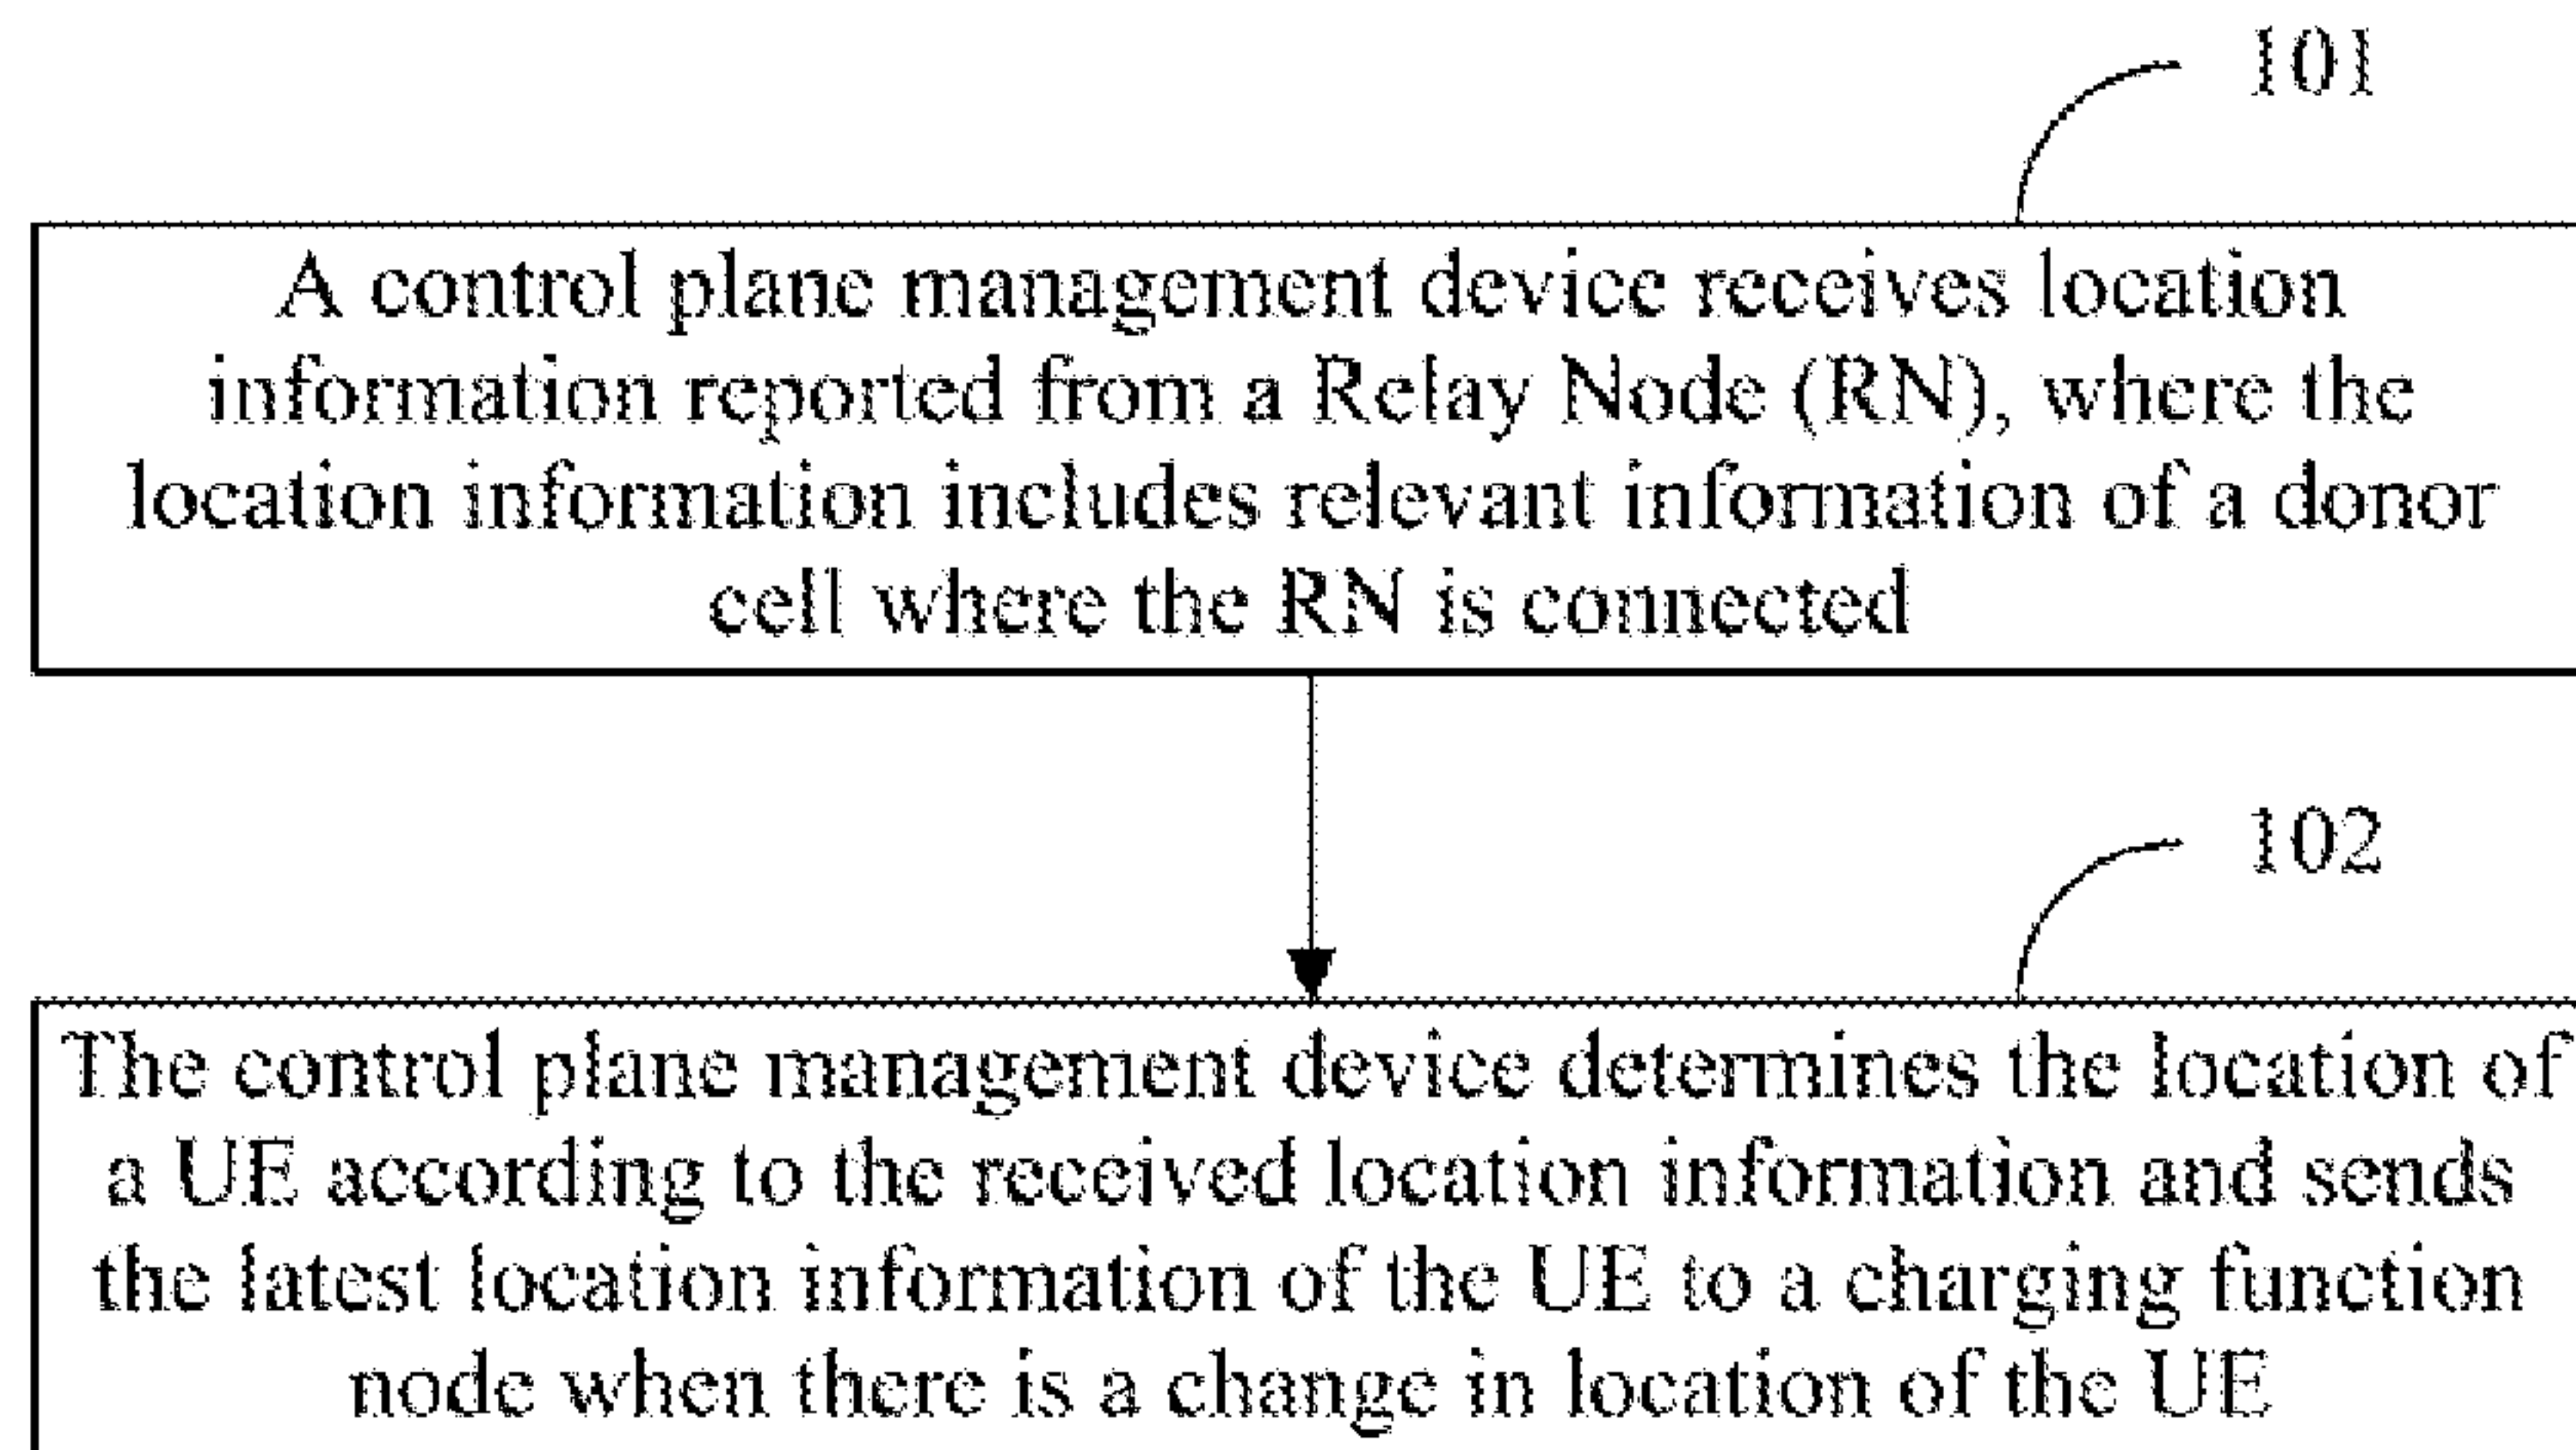 101
A control plane management device receives location
information reported from a Relay Node (RN), where the
location information includes relevant information of a donor
cell where the RN is connected
102
The control plane management device determines the location of
a UE according to the received location information and sends
the latest location information of the UE to a charging function
node when there is a change in location of the UE